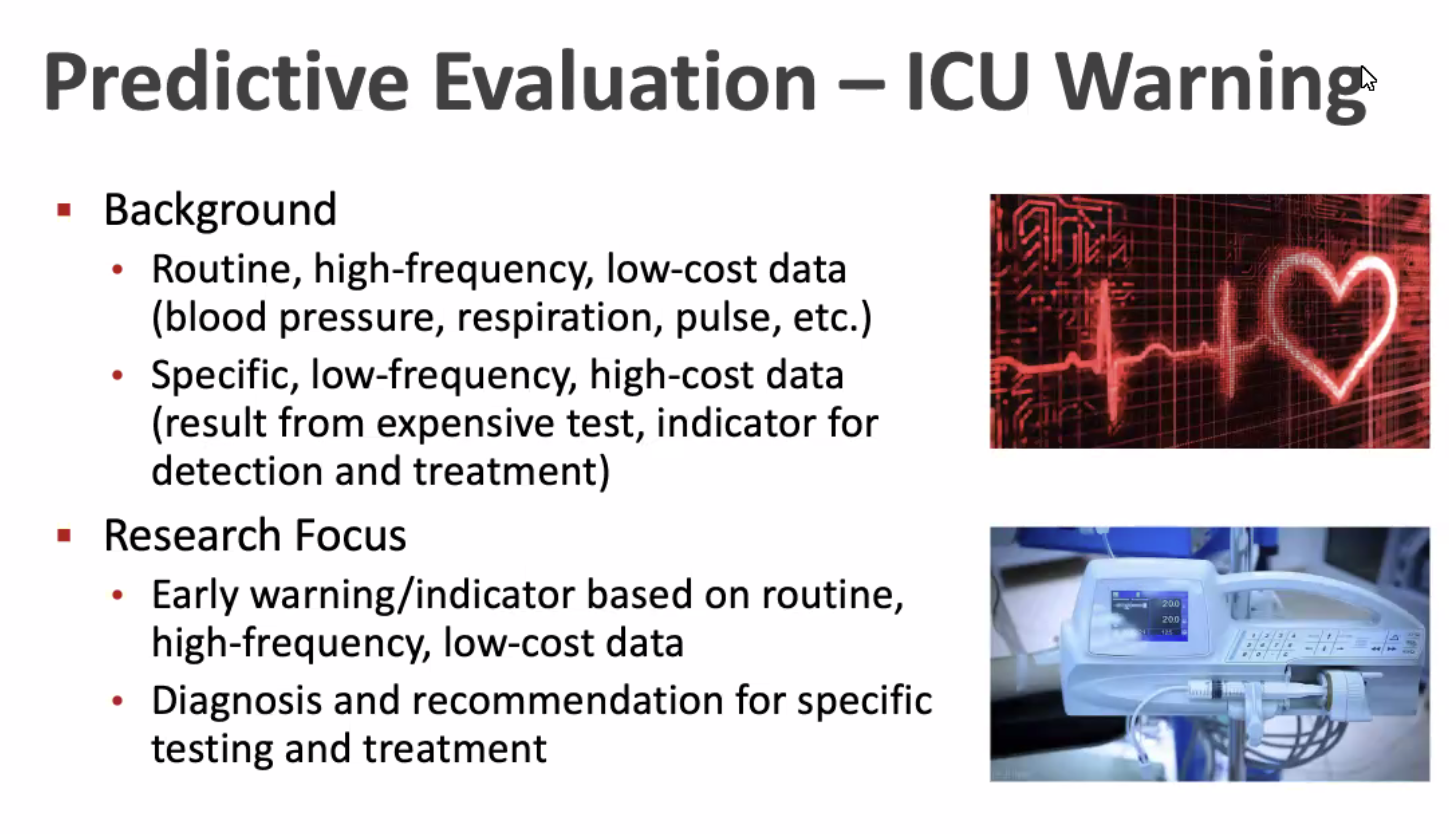 Predictive Evaluation – ICU Warning
▪ Background
• Routine, high-frequency, low-cost data
(blood pressure, respiration, pulse, etc.)
• Specific, low-frequency, high-cost data
(result from expensive test, indicator for
detection and treatment)
▪ Research Focus
• Early warning/indicator based on routine,
high-frequency, low-cost data
• Diagnosis and recommendation for specific
testing and treatment
200
200